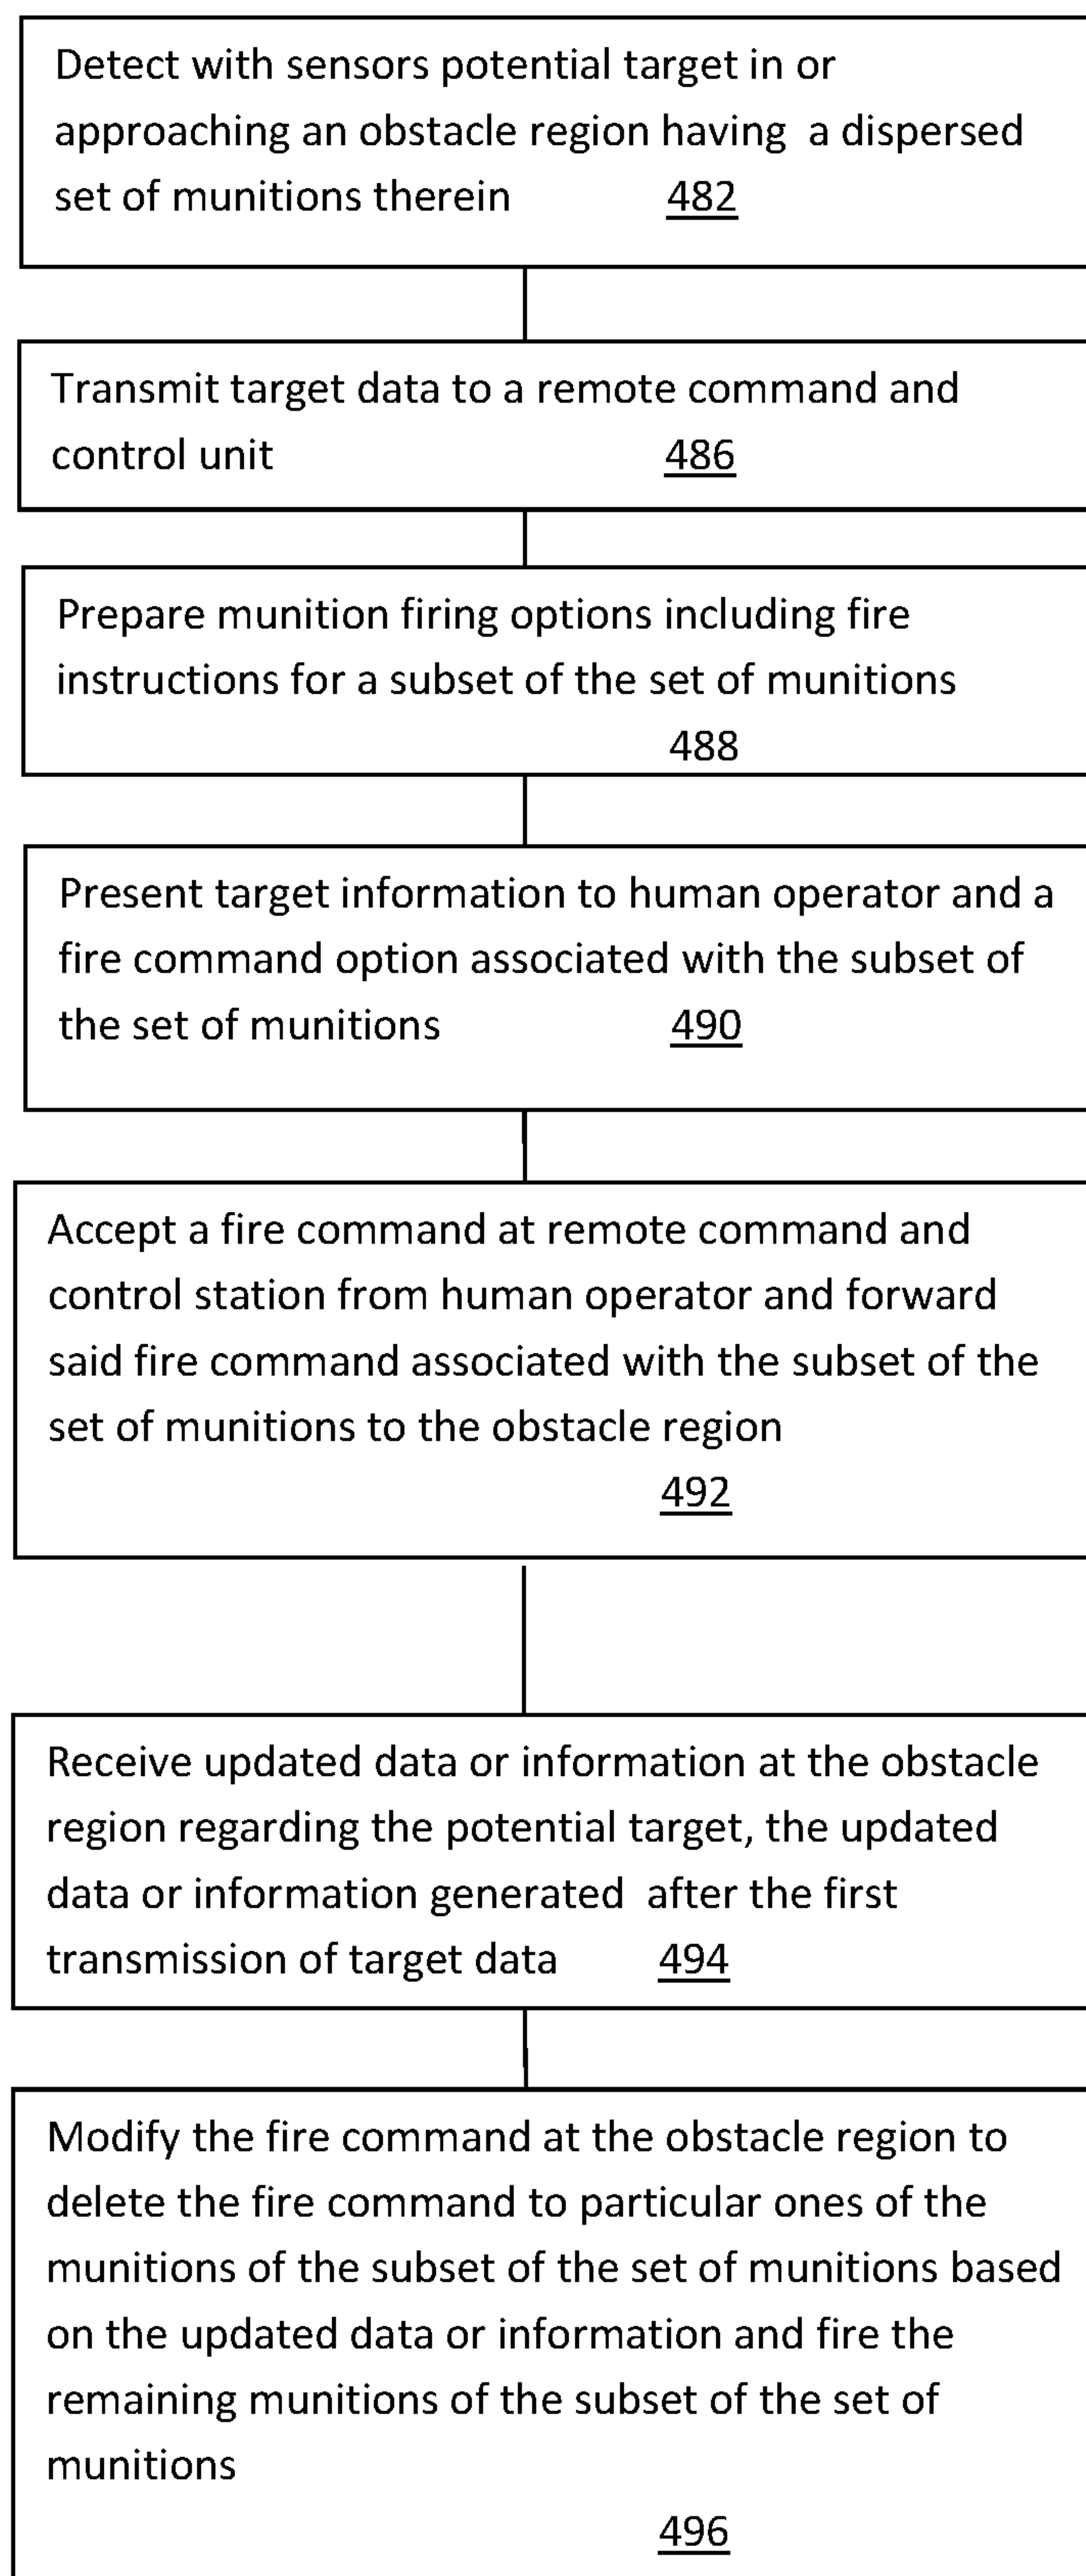 Detect with sensors potential target in or
approaching an obstacle region having a dispersed
set of munitions therein 482
Transmit target data to a remote command and
control unit 486
Prepare munition firing options including fire
instructions for a subset of the set of munitions
488
Present target information to human operator and a
fire command option associated with the subset of
the set of munitions 490
Accept a fire command at remote command and
control station from human operator and forward
said fire command associated with the subset of the
set of munitions to the obstacle region
492
Receive updated data or information at the obstacle
region regarding the potential target, the updated
data or information generated after the first
transmission of target data 494
Modify the fire command at the obstacle region to
delete the fire command to particular ones of the
munitions of the subset of the set of munitions based
on the updated data or information and fire the
remaining munitions of the subset of the set of
munitions
496